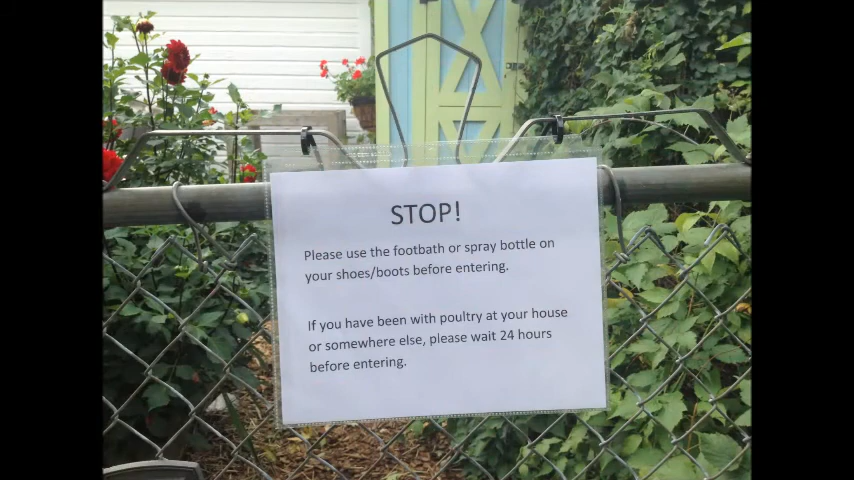 STOP!
Please use the footbath or spray bottle on
your shoes/boots before entering.
If you have been with poultry at your house
or somewhere else, please wait 24 hours
before entering.